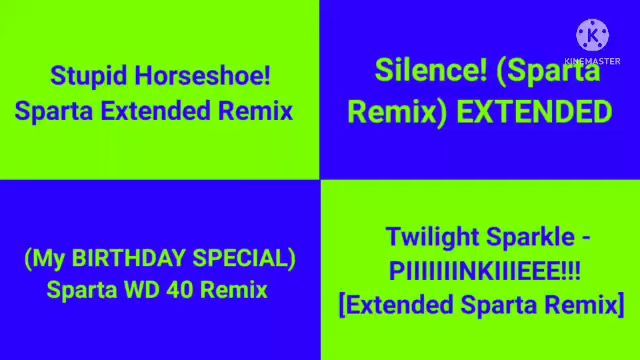 Stupid Horseshoe!
Sparta Extended Remix
Silence! (Sparta
Remix) EXTENDED
KINEMASTER
(My BIRTHDAY SPECIAL)
Sparta WD 40 Remix
Twilight Sparkle -
PIIIIIIINKIIIEEE!!!
[Extended Sparta Remix]